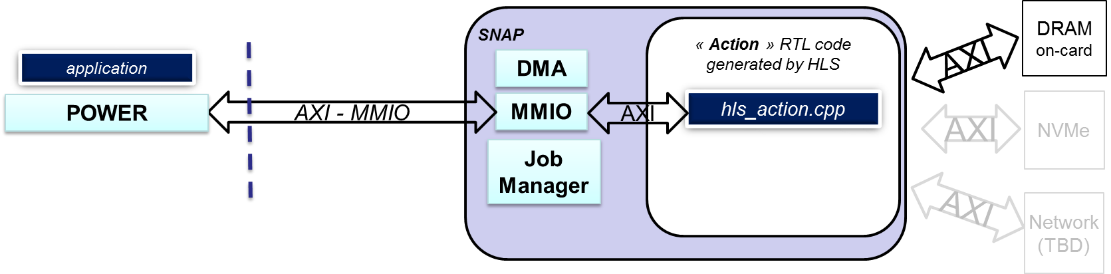 SNAP
« Action » RTL code
generated by HLS
DRAM
on-card
AXI
application
DMA
POWER
AXI - MMIO
MMIO
AXI
hls_action.cpp
AXI
NVMe
Job
Manager
AXI
Network
(TBD)